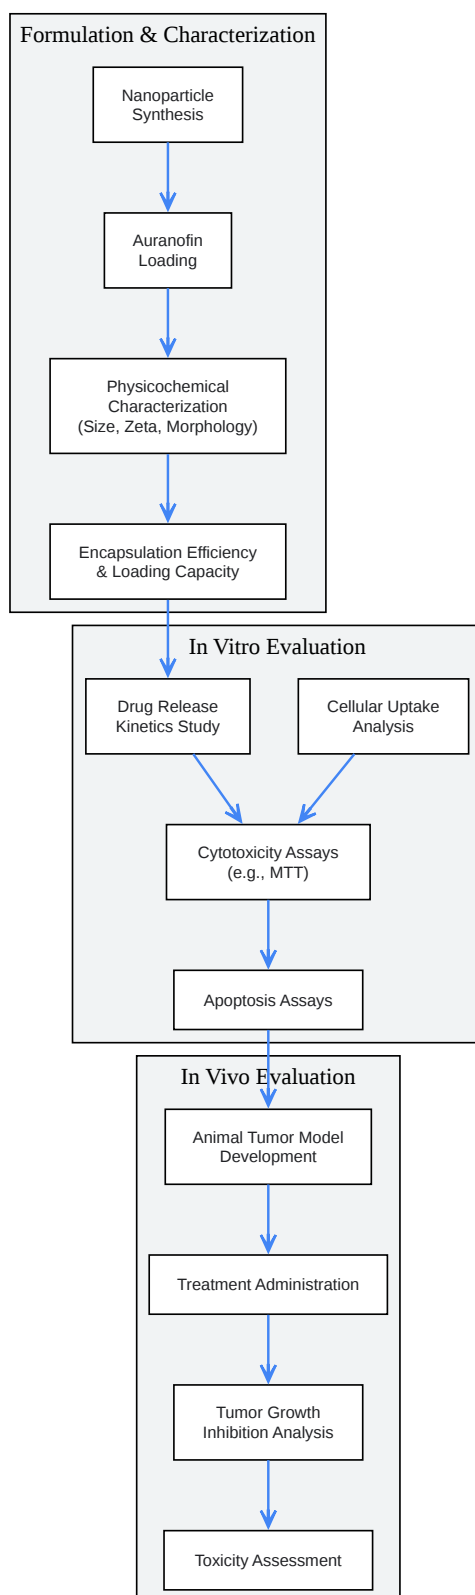 Formulation & Characterization
Nanoparticle
Synthesis
Auranofin
Loading
Physicochemical
Characterization
(Size, Zeta, Morphology)
Encapsulation Efficiency
& Loading Capacity
In Vitro Evaluation
Drug Release
Kinetics Study
Cellular Uptake
Analysis
Cytotoxicity Assays
(e.g., MTT)
Apoptosis Assays
In Vivo Evaluation
Animal Tumor Model
Development
Treatment Administration
Tumor Growth
Inhibition Analysis
Toxicity Assessment